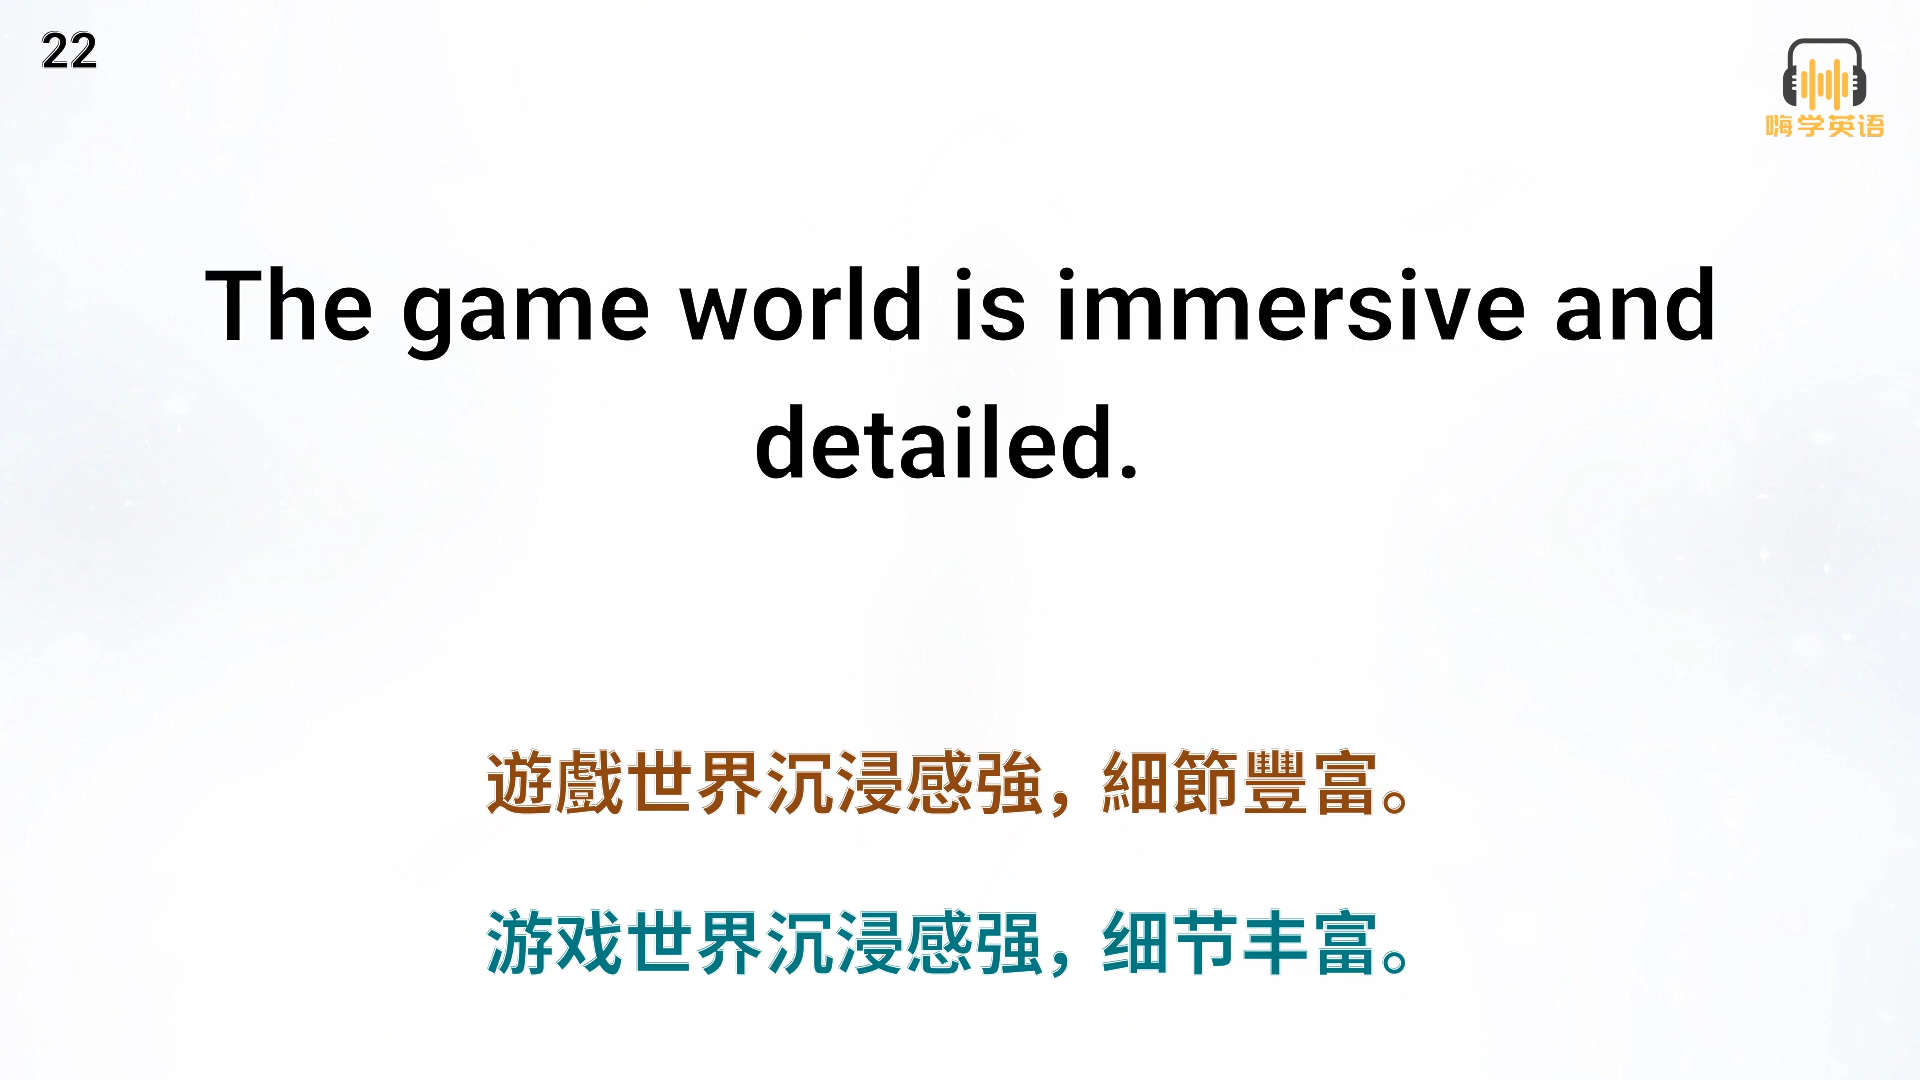 22
嗨学英语
The game world is immersive and
detailed.
遊戲世界沉浸感強，細節豐富。
游戏世界沉浸感强，细节丰富。